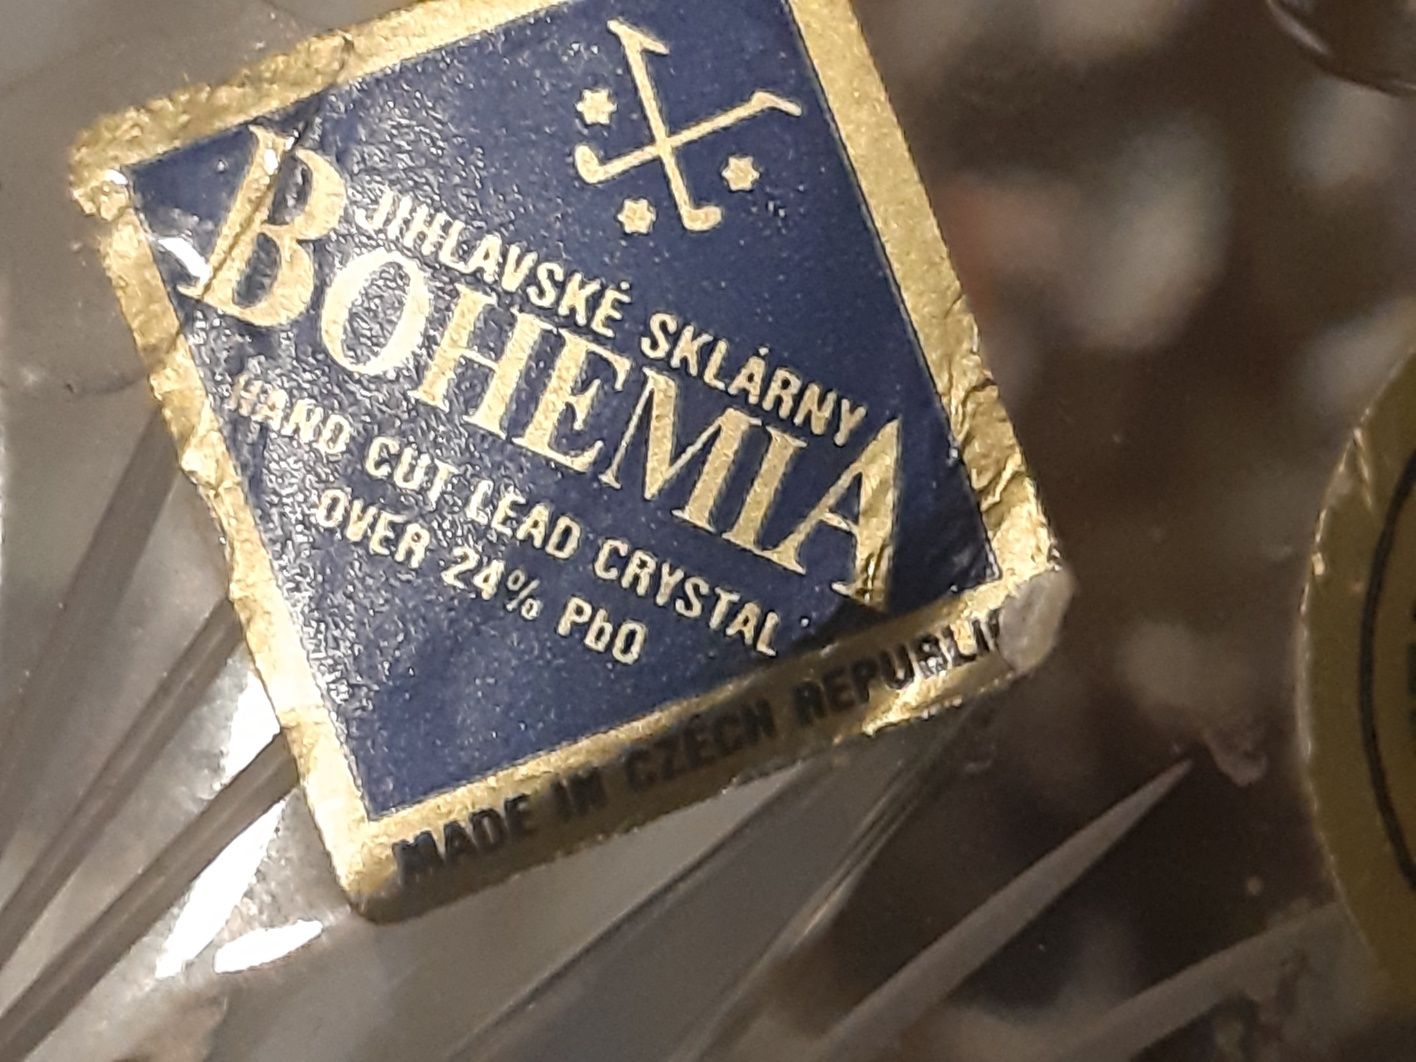 JIHLAVSKÉ SKLÁRNY
BOHEMIA
HAND CUT LEAD CRYSTAL
OVER 24% PbO
MADE IN CZECH REPUBLIC